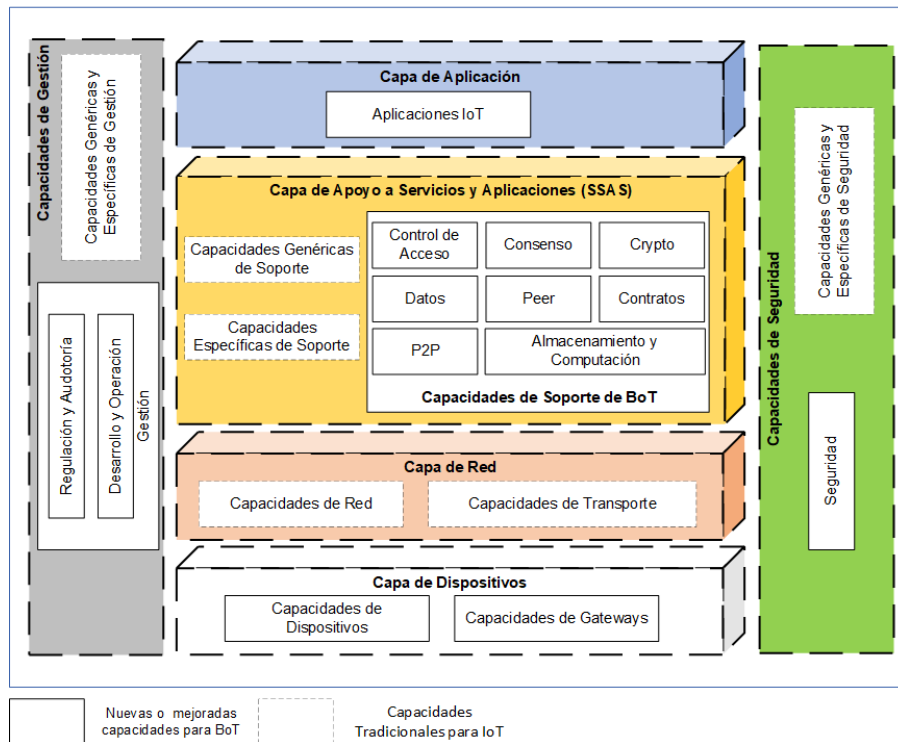 Capacidades de Gestión
Capacidades Genéricas y
Específicas de Gestión
Regulación y Audotoría
Desarrollo y Operación
Gestión
Capa de Aplicación
Aplicaciones IoT
Capa de Apoyo a Servicios y Aplicaciones (SSAS)
Capacidades Genéricas
de Soporte
Capacidades
Específicas de Soporte
Control de
Acceso
Consenso
Crypto
Datos
Peer
Contratos
P2P
Almacenamiento y
Computación
Capacidades de Soporte de BoT
Capa de Red
Capacidades de Red
Capacidades de Transporte
Capa de Dispositivos
Capacidades de
Dispositivos
Capacidades de Gateways
Capacidades de Seguridad
Capacidades Genéricas y
Específicas de Seguridad
Seguridad
Nuevas o mejoradas
capacidades para BoT
Capacidades
Tradicionales para IoT